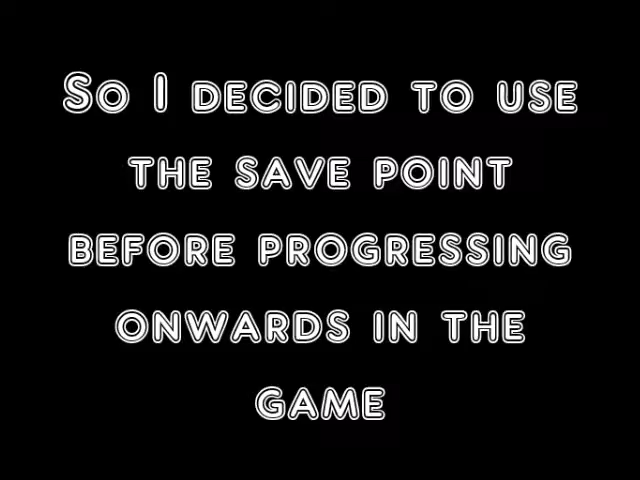 So I decided to use
the save point
before progressing
onwards in the
game